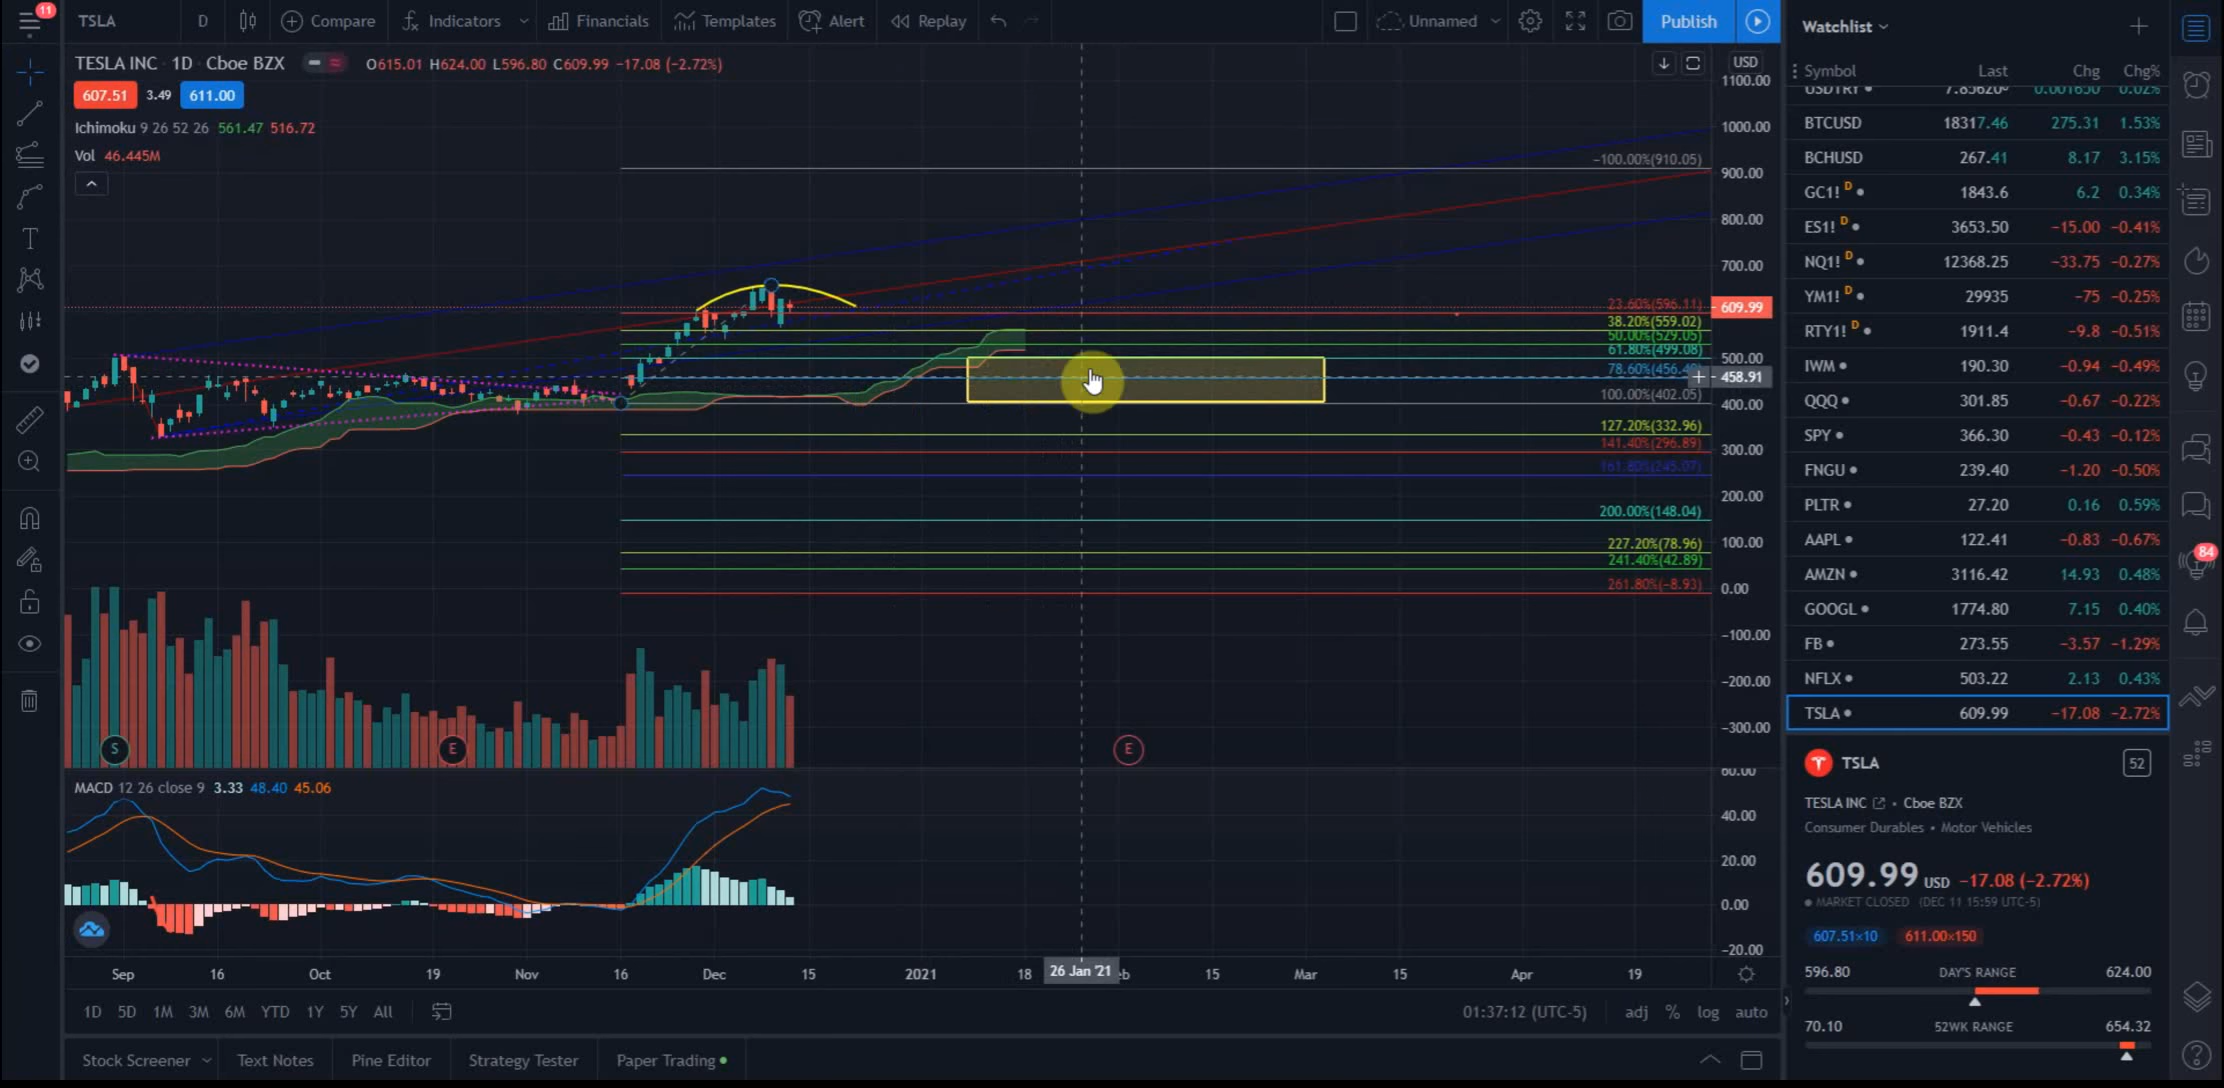 11
TSLA D Compare Indicators Financials Templates Alert Replay Unnamed Publish
TESLA INC · 1D · Cboe BZX O615.01 H624.00 L596.80 C609.99 −17.08 (−2.72%)
607.51 3.49 611.00
Ichimoku 9 26 52 26 561.47 516.72
Vol 46.445M
USD
1100.00
1000.00
900.00
800.00
700.00
609.99
500.00
458.91
400.00
300.00
200.00
100.00
0.00
−100.00
−200.00
−300.00
−100.00%(910.05)
23.60%(596.11)
38.20%(559.02)
50.00%(529.05)
61.80%(499.08)
100.00%(402.05)
127.20%(332.96)
141.40%(296.89)
161.80%(245.07)
200.00%(148.04)
227.20%(78.96)
241.40%(42.89)
261.80%(−8.93)
S E E
MACD 12 26 close 9 3.33 48.40 45.06
60.00
40.00
20.00
0.00
−20.00
Sep 16 Oct 19 Nov 16 Dec 15 2021 18 26 Jan '21 15 Mar 15 Apr 19
1D 5D 1M 3M 6M YTD 1Y 5Y All 01:37:12 (UTC-5) adj % log auto
Stock Screener Text Notes Pine Editor Strategy Tester Paper Trading
Watchlist
Symbol Last Chg Chg%
USDTRY 0.001650 0.02%
BTCUSD 18317.46 275.31 1.53%
BCHUSD 267.41 8.17 3.15%
GC1! D 1843.6 6.2 0.34%
ES1! D 3653.50 −15.00 −0.41%
NQ1! D 12368.25 −33.75 −0.27%
YM1! D 29935 −75 −0.25%
RTY1! D 1911.4 −9.8 −0.51%
IWM 190.30 −0.94 −0.49%
QQQ 301.85 −0.67 −0.22%
SPY 366.30 −0.43 −0.12%
FNGU 239.40 −1.20 −0.50%
PLTR 27.20 0.16 0.59%
AAPL 122.41 −0.83 −0.67%
AMZN 3116.42 14.93 0.48%
GOOGL 1774.80 7.15 0.40%
FB 273.55 −3.57 −1.29%
NFLX 503.22 2.13 0.43%
TSLA 609.99 −17.08 −2.72%
TSLA 52
TESLA INC • Cboe BZX
Consumer Durables • Motor Vehicles
609.99 USD −17.08 (−2.72%)
MARKET CLOSED (DEC 11 15:59 UTC-5)
607.51×10 611.00×150
596.80 DAY'S RANGE 624.00
70.10 52WK RANGE 654.32
84